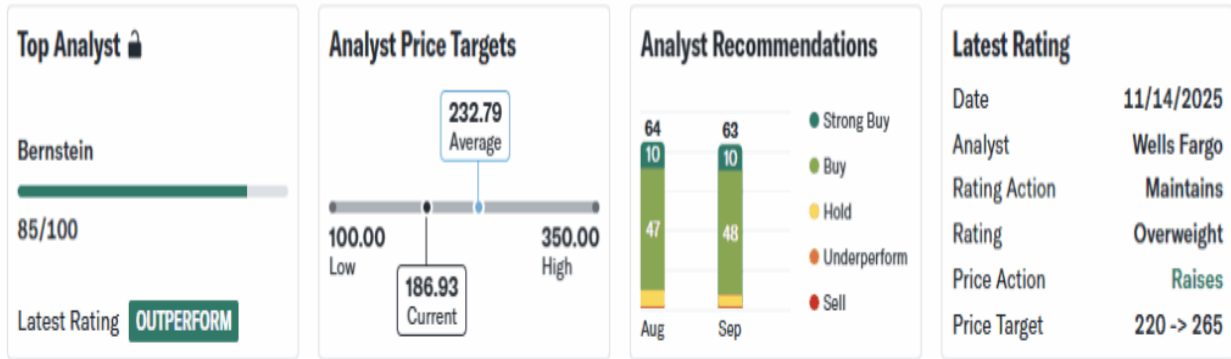 Top Analyst
Bernstein
85/100
Latest Rating OUTPERFORM
Analyst Price Targets
232.79
Average
100.00
Low
350.00
High
186.93
Current
Analyst Recommendations
64
10
47
Aug
63
10
48
Sep
Strong Buy
Buy
Hold
Underperform
Sell
Latest Rating
Date 11/14/2025
Analyst Wells Fargo
Rating Action Maintains
Rating Overweight
Price Action Raises
Price Target 220 -> 265